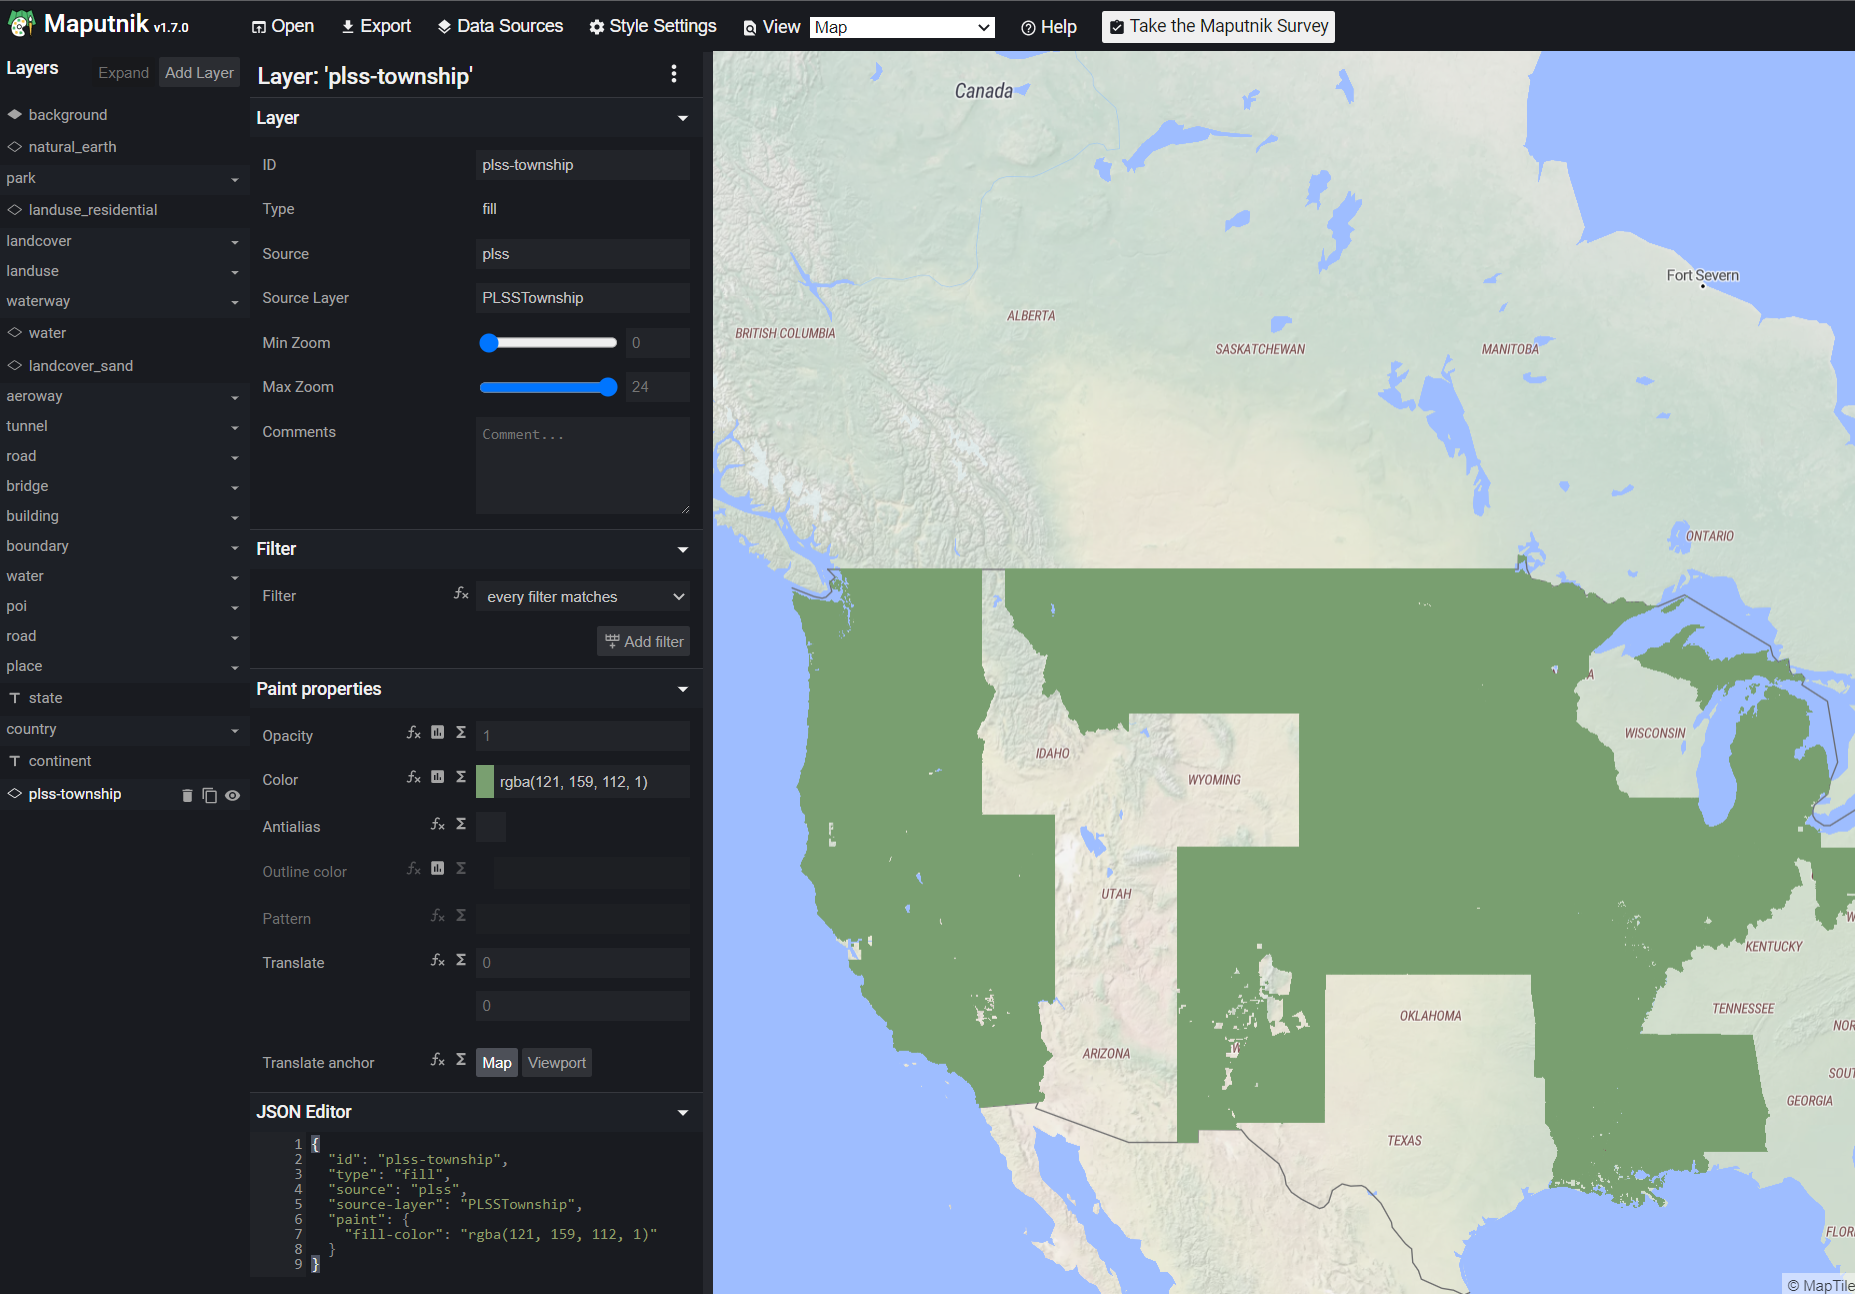 Maputnik v1.7.0
Open
Export
Data Sources
Style Settings
View
Map
Help
Take the Maputnik Survey
Layers
Expand
Add Layer
background
natural_earth
park
landuse_residential
landcover
landuse
waterway
water
landcover_sand
aeroway
tunnel
road
bridge
building
boundary
water
poi
road
place
state
country
continent
plss-township
Layer: 'plss-township'
Layer
ID
plss-township
Type
fill
Source
plss
Source Layer
PLSSTownship
Min Zoom
0
Max Zoom
24
Comments
Comment...
Filter
Filter
every filter matches
Add filter
Paint properties
Opacity
1
Color
rgba(121, 159, 112, 1)
Antialias
Outline color
Pattern
Translate
0
0
Translate anchor
Map
Viewport
JSON Editor
1 {
2 "id": "plss-township",
3 "type": "fill",
4 "source": "plss",
5 "source-layer": "PLSSTownship",
6 "paint": {
7 "fill-color": "rgba(121, 159, 112, 1)"
8 }
9 }
Canada
Fort Severn
ALBERTA
BRITISH COLUMBIA
SASKATCHEWAN
MANITOBA
ONTARIO
A
WISCONSIN
IDAHO
WYOMING
UTAH
W
KENTUCKY
TENNESSEE
OKLAHOMA
NOR
W
ARIZONA
SOUT
GEORGIA
TEXAS
FLOR
© MapTile